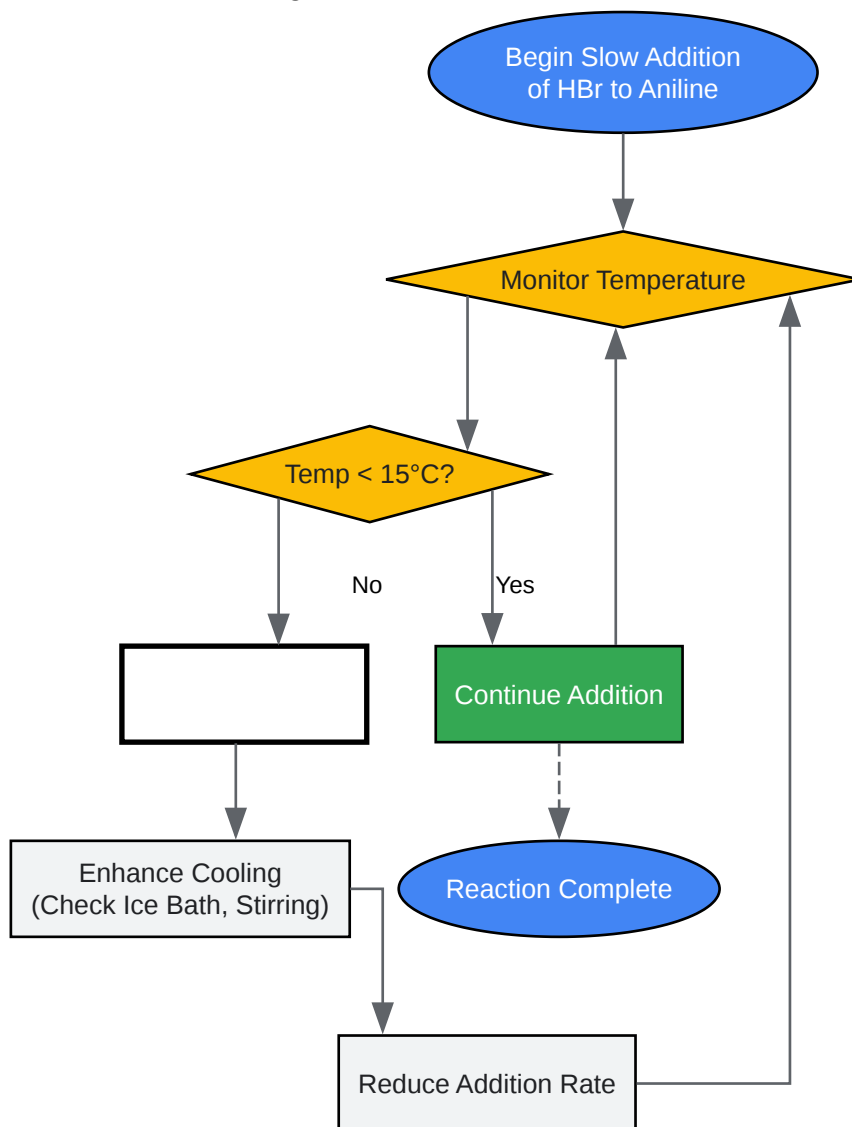 Begin Slow Addition
of HBr to Aniline
Monitor Temperature
Temp < 15°C?
No
Yes
Continue Addition
Enhance Cooling
(Check Ice Bath, Stirring)
Reaction Complete
Reduce Addition Rate